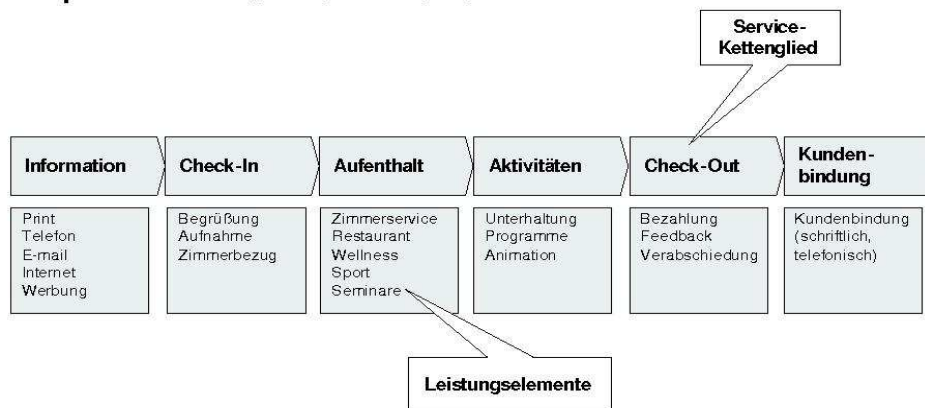 Service-
Kettenglied
Information
Check-In
Aufenthalt
Aktivitäten
Check-Out
Kunden-
bindung
Print
Telefon
E-mail
Internet
Werbung
Begrüßung
Aufnahme
Zimmerbezug
Zimmerservice
Restaurant
Wellness
Sport
Seminare
Unterhaltung
Programme
Animation
Bezahlung
Feedback
Verabschiedung
Kundenbindung
(schriftlich,
telefonisch)
Leistungselemente